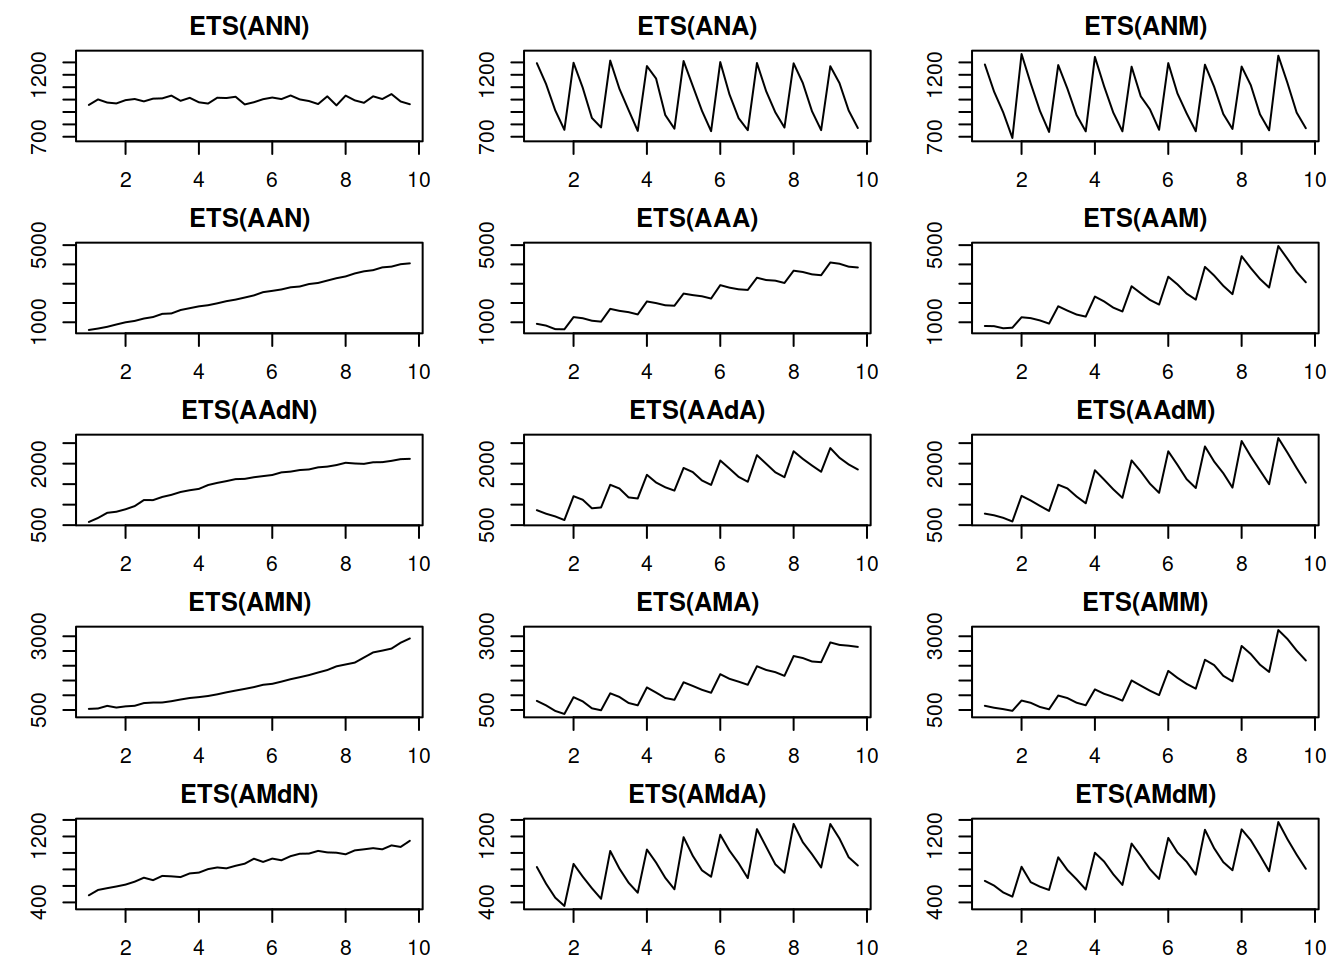 ETS(ANN) ETS(ANA) ETS(ANM)
1200 1200 1200
700 700 700
2 4 6 8 10 2 4 6 8 10 2 4 6 8 10
ETS(AAN) ETS(AAA) ETS(AAM)
5000 5000 5000
1000 1000 1000
2 4 6 8 10 2 4 6 8 10 2 4 6 8 10
ETS(AAdN) ETS(AAdA) ETS(AAdM)
2000 2000 2000
500 500 500
2 4 6 8 10 2 4 6 8 10 2 4 6 8 10
ETS(AMN) ETS(AMA) ETS(AMM)
3000 3000 3000
500 500 500
2 4 6 8 10 2 4 6 8 10 2 4 6 8 10
ETS(AMdN) ETS(AMdA) ETS(AMdM)
1200 1200 1200
400 400 400
2 4 6 8 10 2 4 6 8 10 2 4 6 8 10